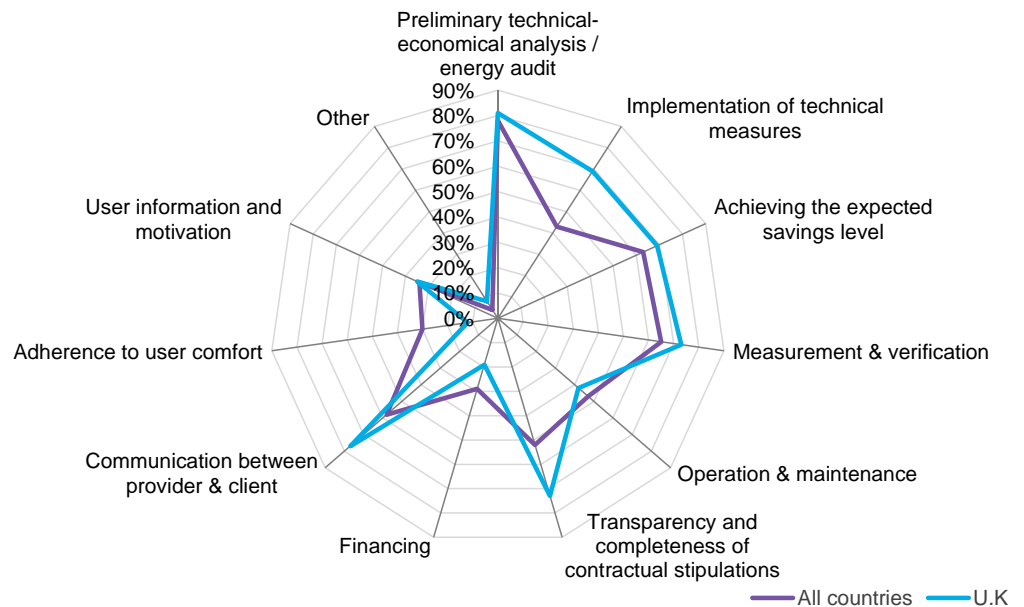 Preliminary technical-
economical analysis /
energy audit
Implementation of technical
measures
Achieving the expected
savings level
Measurement & verification
Operation & maintenance
Transparency and
completeness of
contractual stipulations
Financing
Communication between
provider & client
Adherence to user comfort
User information and
motivation
Other
90%
80%
70%
60%
50%
40%
30%
20%
10%
0%
All countries
U.K